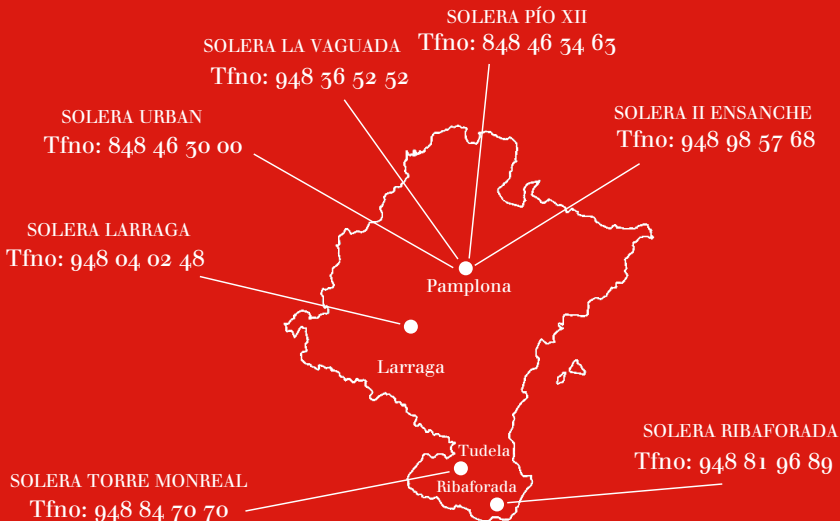 SOLERA PÍO XII
Tfno: 848 46 34 63
SOLERA LA VAGUADA
Tfno: 948 36 52 52
SOLERA URBAN
Tfno: 848 46 30 00
SOLERA II ENSANCHE
Tfno: 948 98 57 68
SOLERA LARRAGA
Tfno: 948 04 02 48
Pamplona
Larraga
Tudela
Ribaforada
SOLERA RIBAFORADA
Tfno: 948 81 96 89
SOLERA TORRE MONREAL
Tfno: 948 84 70 70